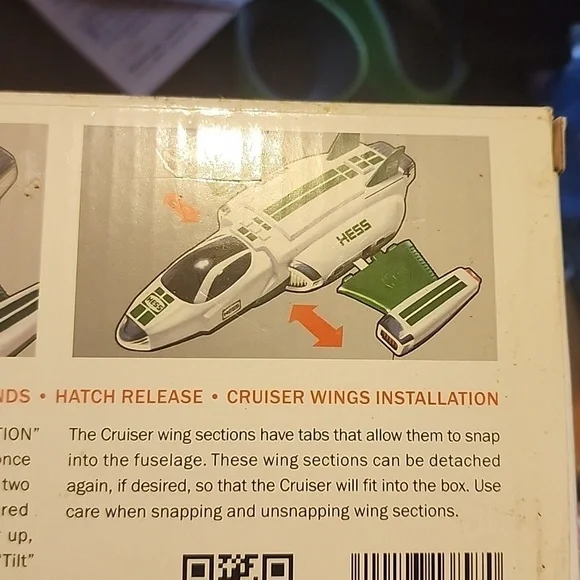 HESS
HESS
NDS • HATCH RELEASE • CRUISER WINGS INSTALLATION
TION"
once
two
red
up,
"Tilt"
The Cruiser wing sections have tabs that allow them to snap
into the fuselage. These wing sections can be detached
again, if desired, so that the Cruiser will fit into the box. Use
care when snapping and unsnapping wing sections.